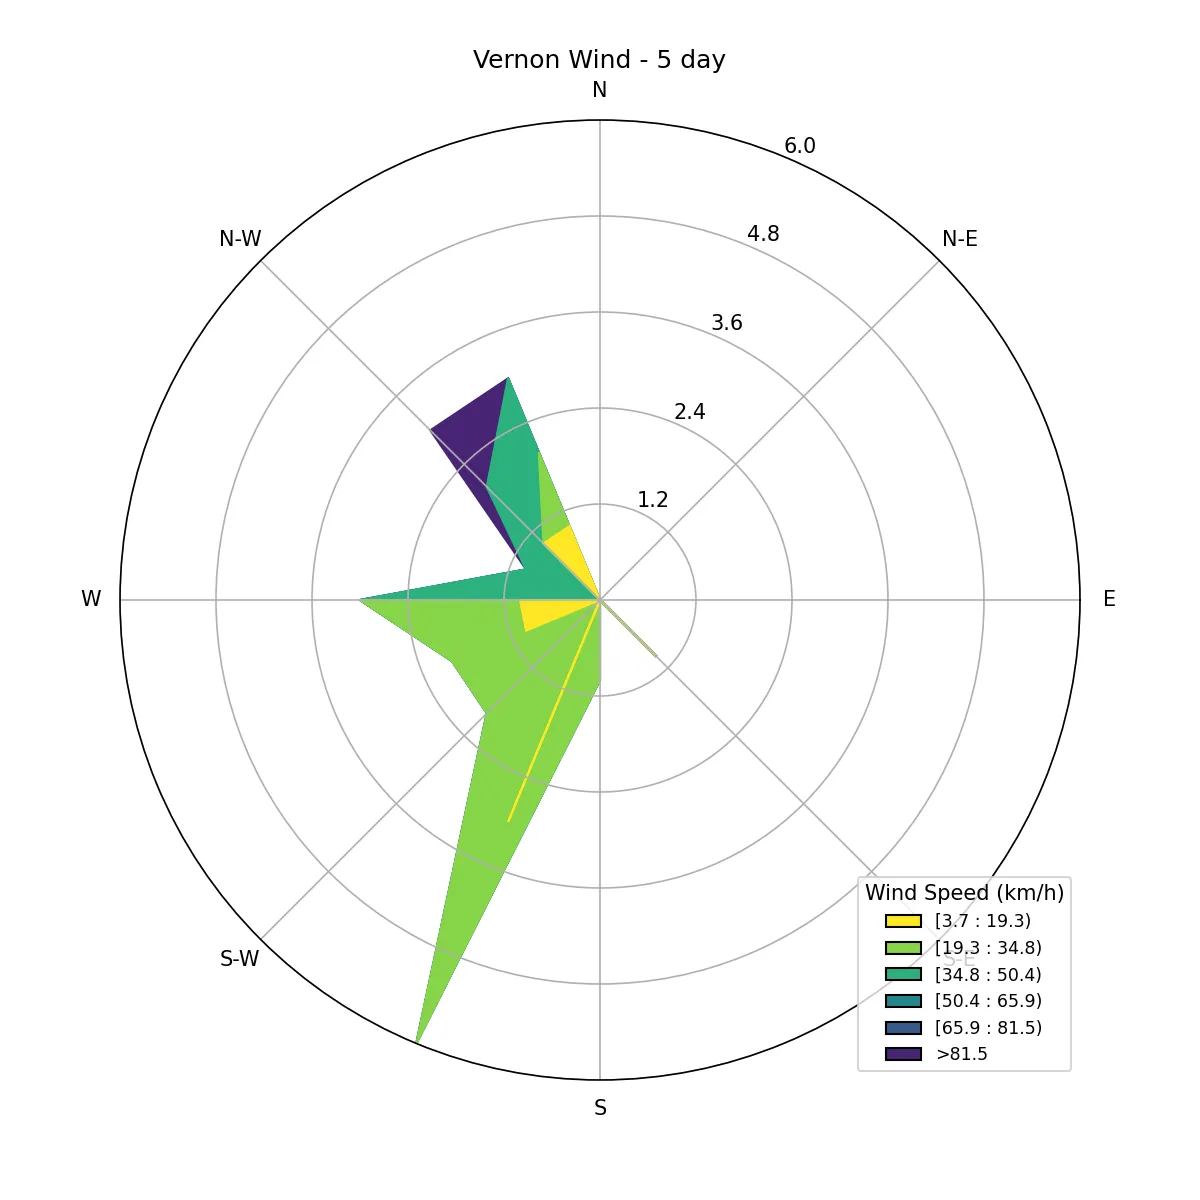 Vernon Wind - 5 day
N
6.0
4.8
N-W
N-E
3.6
2.4
1.2
W
E
Wind Speed (km/h)
[3.7 : 19.3)
[19.3 : 34.8)
S-W
S-E
[34.8 : 50.4)
[50.4 : 65.9)
[65.9 : 81.5)
>81.5
S